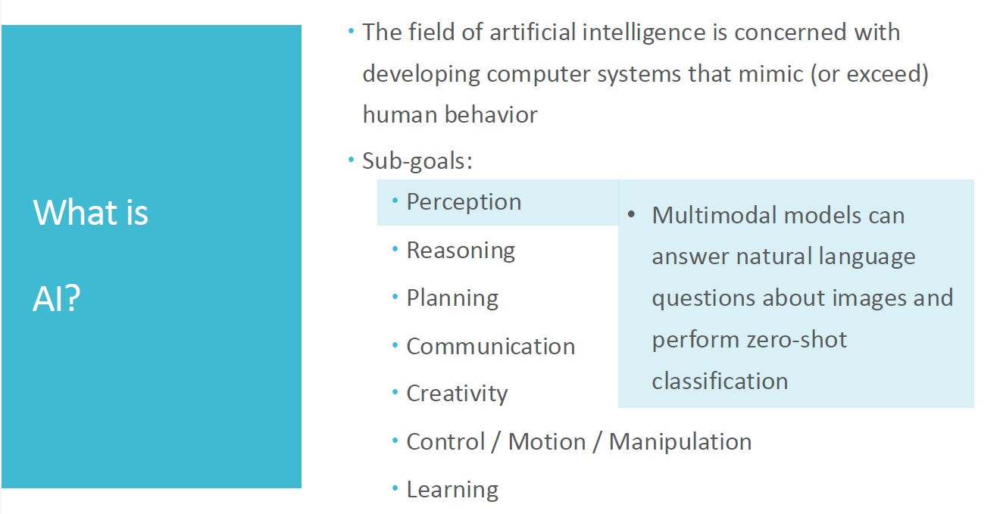 What is
AI?
• The field of artificial intelligence is concerned with
developing computer systems that mimic (or exceed)
human behavior
• Sub-goals:
• Perception
• Reasoning
• Planning
• Communication
• Creativity
• Control / Motion / Manipulation
• Learning
• Multimodal models can
answer natural language
questions about images and
perform zero-shot
classification